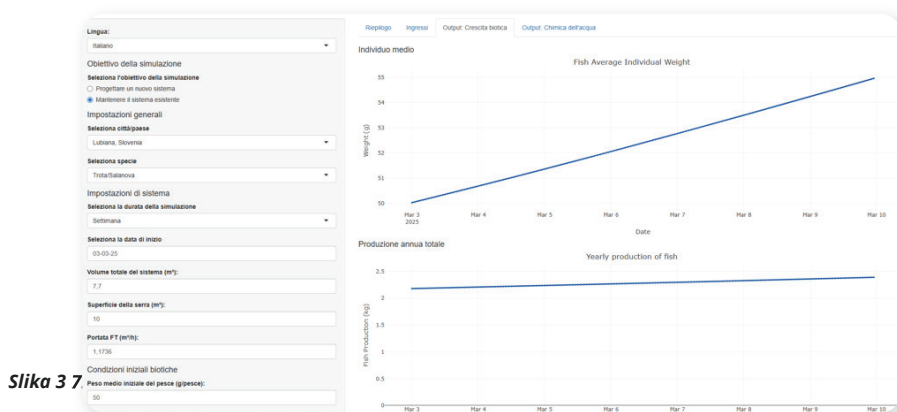 Lingua:
Italiano
Obiettivo della simulazione
Seleziona l'obiettivo della simulazione
Progettare un nuovo sistema
Mantenere il sistema esistente
Impostazioni generali
Seleziona città/paese
Lubiana, Slovenia
Seleziona specie
Trota/Salanova
Impostazioni di sistema
Seleziona la durata della simulazione
Settimana
Seleziona la data di inizio
03-03-25
Volume totale del sistema (m³):
7,7
Superficie della serra (m²):
10
Portata FT (m³/h):
1,1736
Condizioni iniziali biotiche
Peso medio iniziale del pesce (g/pesce):
50
Slika 3 7
Riepilogo Ingressi Output: Crescita biotica Output: Chimica dell'acqua
Individuo medio
Fish Average Individual Weight
Weight (g)
55
54
53
52
51
50
Mar 3 Mar 4 Mar 5 Mar 6 Mar 7 Mar 8 Mar 9 Mar 10
2025
Date
Produzione annua totale
Yearly production of fish
Fish Production (kg)
2.5
2
1.5
1
0.5
0
Mar 3 Mar 4 Mar 5 Mar 6 Mar 7 Mar 8 Mar 9 Mar 10